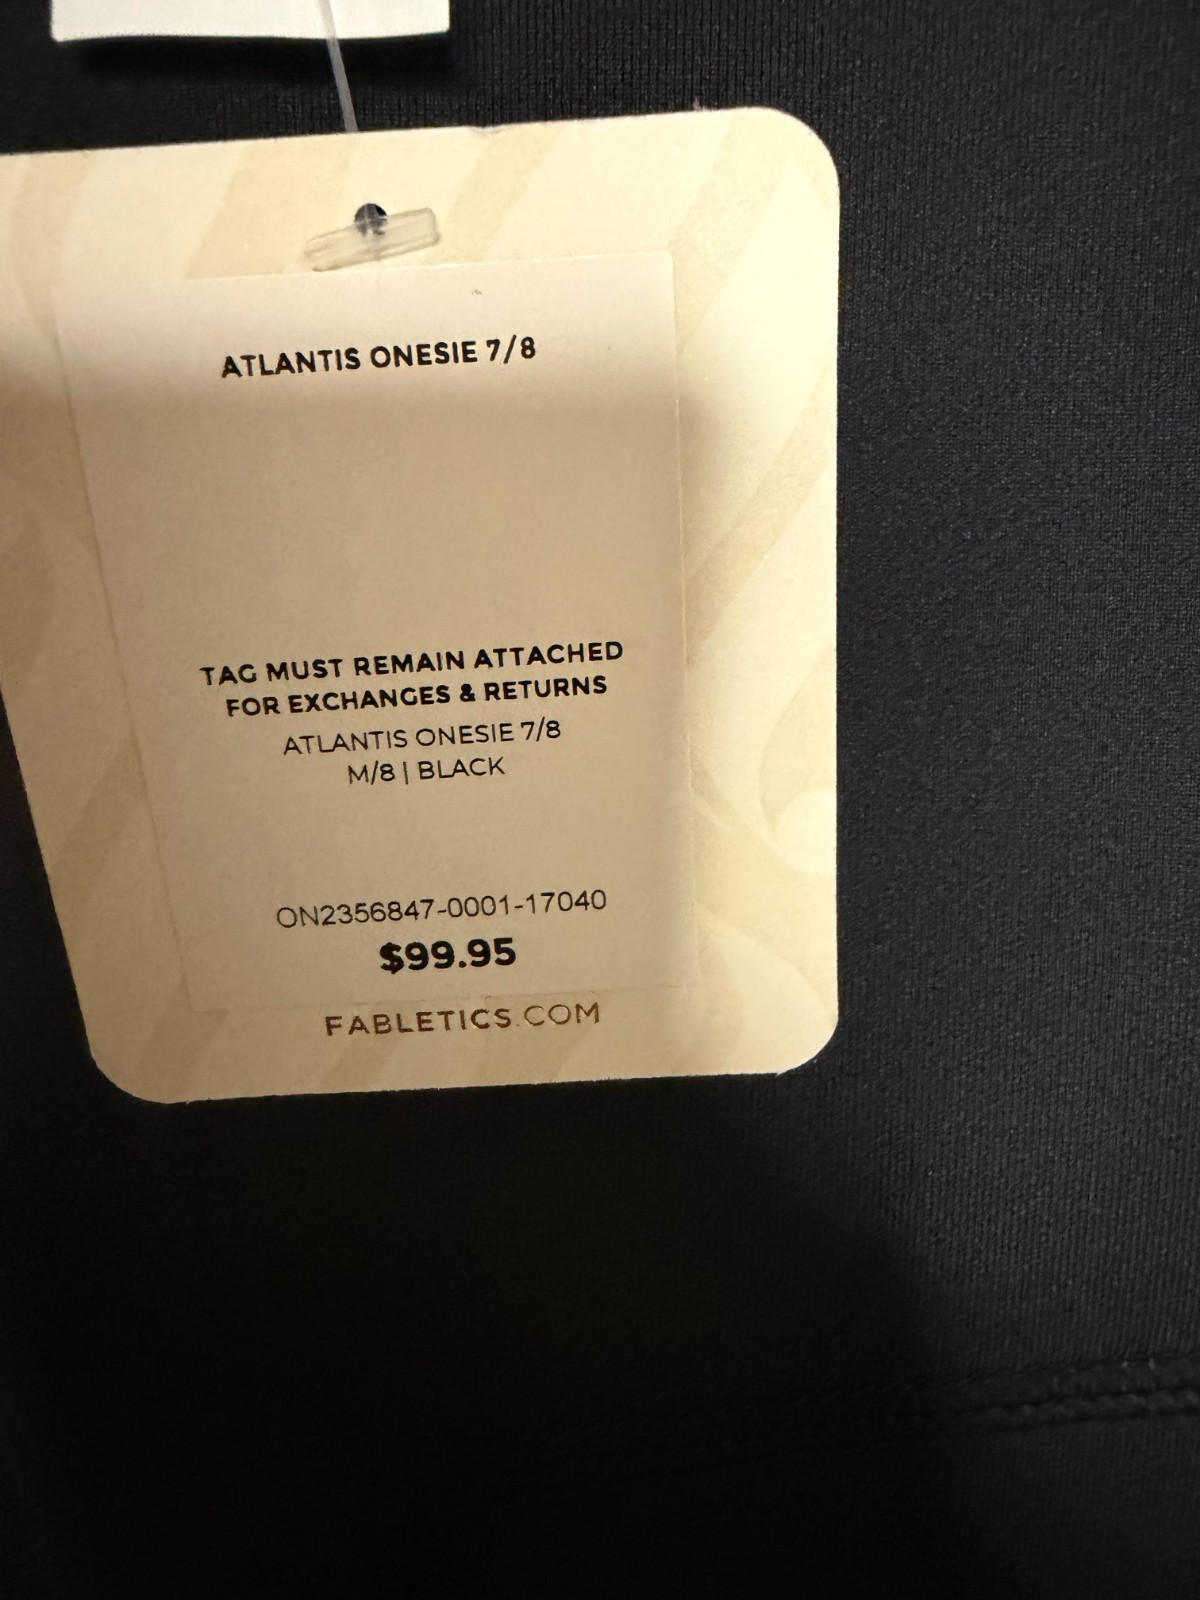 ATLANTIS ONESIE 7/8
TAG MUST REMAIN ATTACHED
FOR EXCHANGES & RETURNS
ATLANTIS ONESIE 7/8
M/8 | BLACK
ON2356847-0001-17040
$99.95
FABLETICS.COM